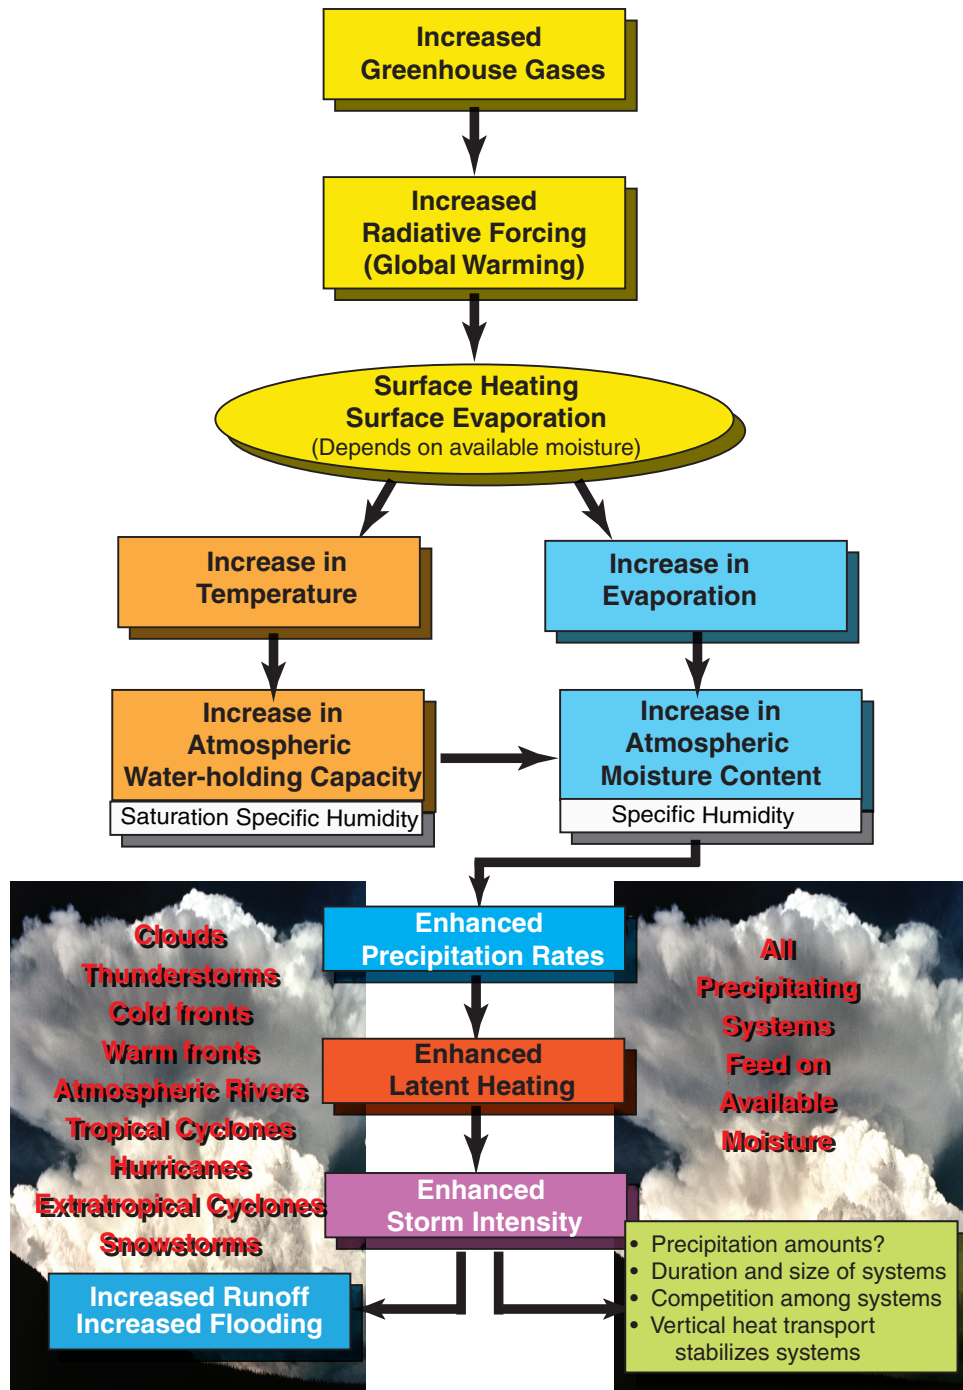 Increased
Greenhouse Gases
Increased
Radiative Forcing
(Global Warming)
Surface Heating
Surface Evaporation
(Depends on available moisture)
Increase in
Temperature
Increase in
Evaporation
Increase in
Atmospheric
Water-holding Capacity
Saturation Specific Humidity
Increase in
Atmospheric
Moisture Content
Specific Humidity
Enhanced
Precipitation Rates
Enhanced
Latent Heating
Enhanced
Storm Intensity
Clouds
Thunderstorms
Cold fronts
Warm fronts
Atmospheric Rivers
Tropical Cyclones
Hurricanes
Extratropical Cyclones
Snowstorms
All
Precipitating
Systems
Feed on
Available
Moisture
Increased Runoff
Increased Flooding
• Precipitation amounts?
• Duration and size of systems
• Competition among systems
• Vertical heat transport
stabilizes systems